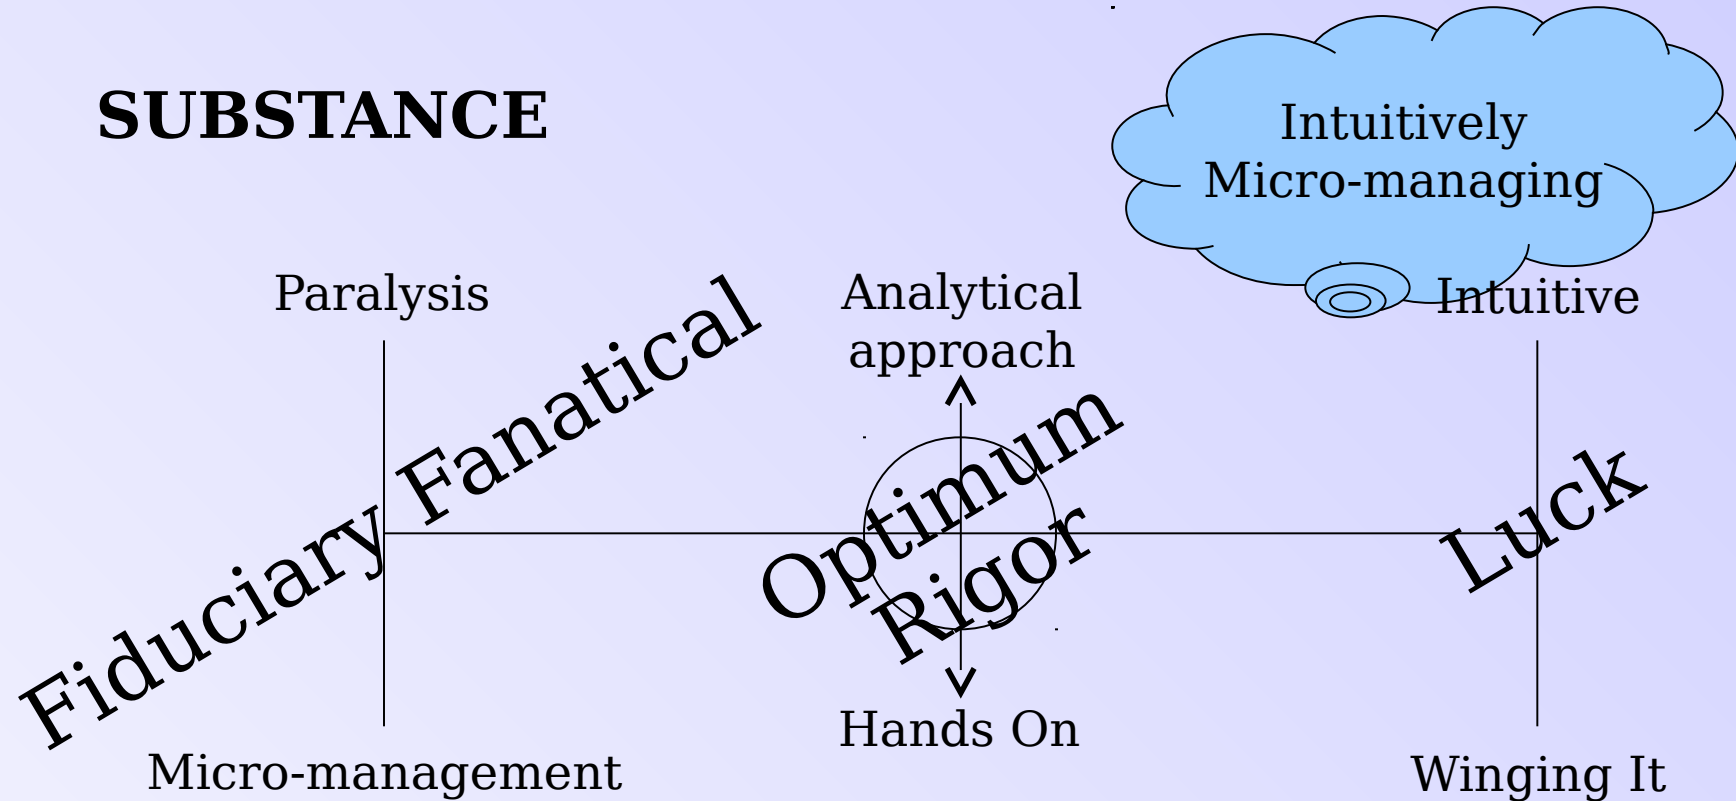 SUBSTANCE
Intuitively
Micro-managing
Paralysis
Analytical
approach
Intuitive
Fiduciary Fanatical
Optimum
Rigor
Luck
Hands On
Micro-management
Winging It